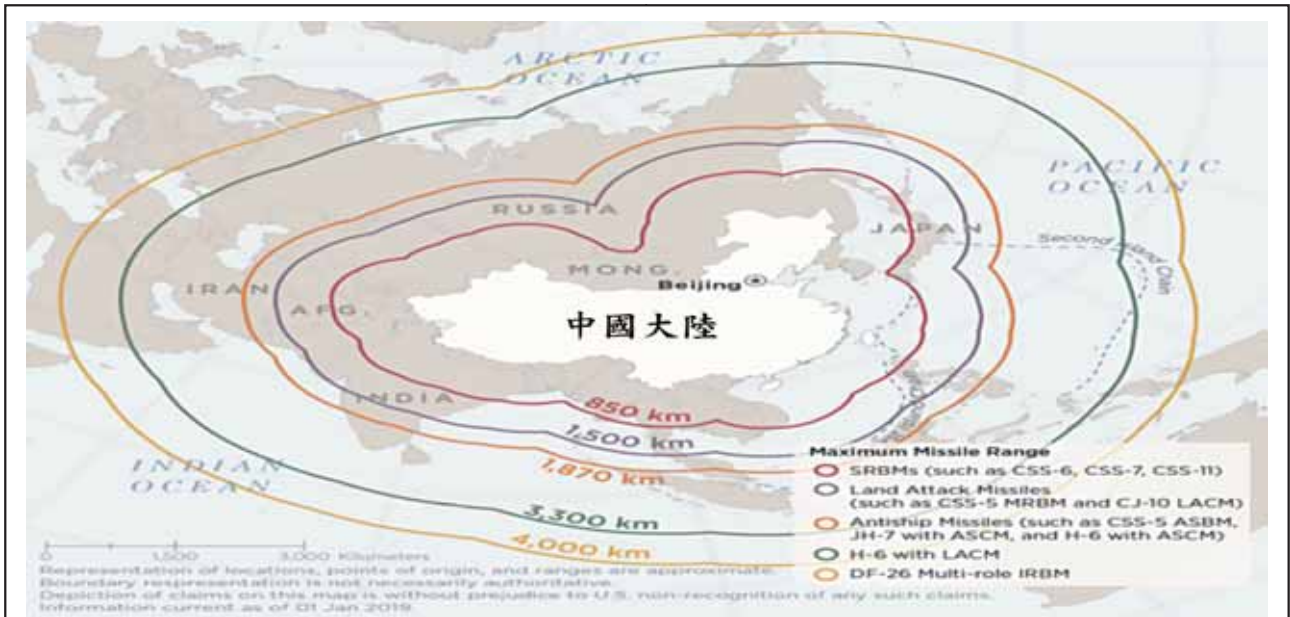 ARCTIC
OCEAN
PACIFIC
OCEAN
RUSSIA
JAPAN
Second Island Chain
MONG.
Beijing
IRAN
AFG.
中國大陸
INDIA
850 km
1,500 km
1,870 km
INDIAN
OCEAN
3,300 km
4,000 km
Maximum Missile Range
SRBMs (such as CSS-6, CSS-7, CSS-11)
Land Attack Missiles
(such as CSS-5 MRBM and CJ-10 LACM)
Antiship Missiles (such as CSS-5 ASBM,
JH-7 with ASCM, and H-6 with ASCM)
H-6 with LACM
DF-26 Multi-role IRBM
0 1,500 3,000 Kilometers
Representation of locations, points of origin, and ranges are approximate.
Boundary respresentation is not necessarily authoritative.
Depiction of claims on this map is without prejudice to U.S. non-recognition of any such claims.
Information current as of 01 Jan 2019